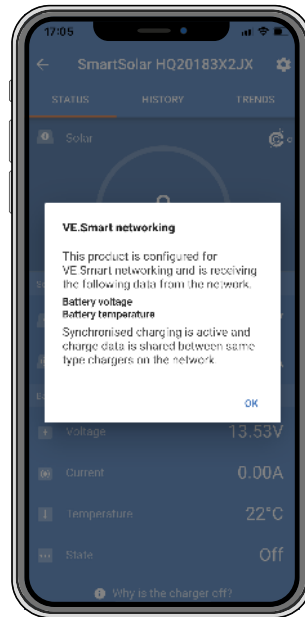 17:05
SmartSolar HQ20183X2JX
STATUS HISTORY TRENDS
Solar
VE.Smart networking
This product is configured for
VE.Smart networking and is receiving
the following data from the network.
Battery voltage
Battery temperature
Synchronised charging is active and
charge data is shared between same
type chargers on the network
OK
Voltage 13.53V
Current 0.00A
Temperature 22°C
State Off
Why is the charger off?